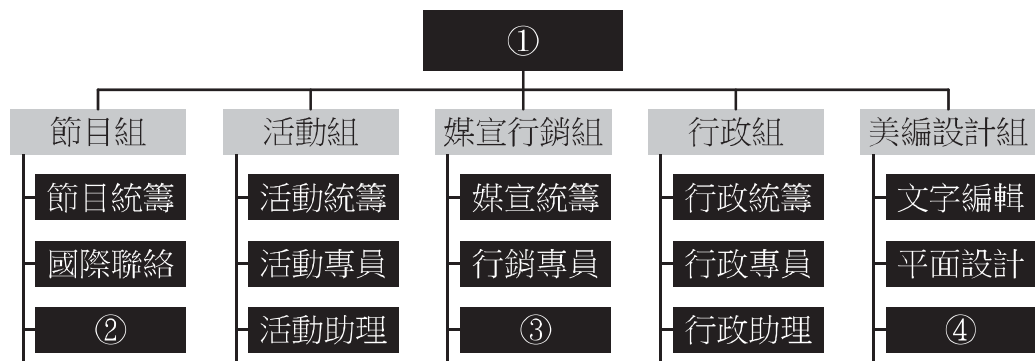 ①
節目組 活動組 媒宣行銷組 行政組 美編設計組
節目統籌 活動統籌 媒宣統籌 行政統籌 文字編輯
國際聯絡 活動專員 行銷專員 行政專員 平面設計
② 活動助理 ③ 行政助理 ④